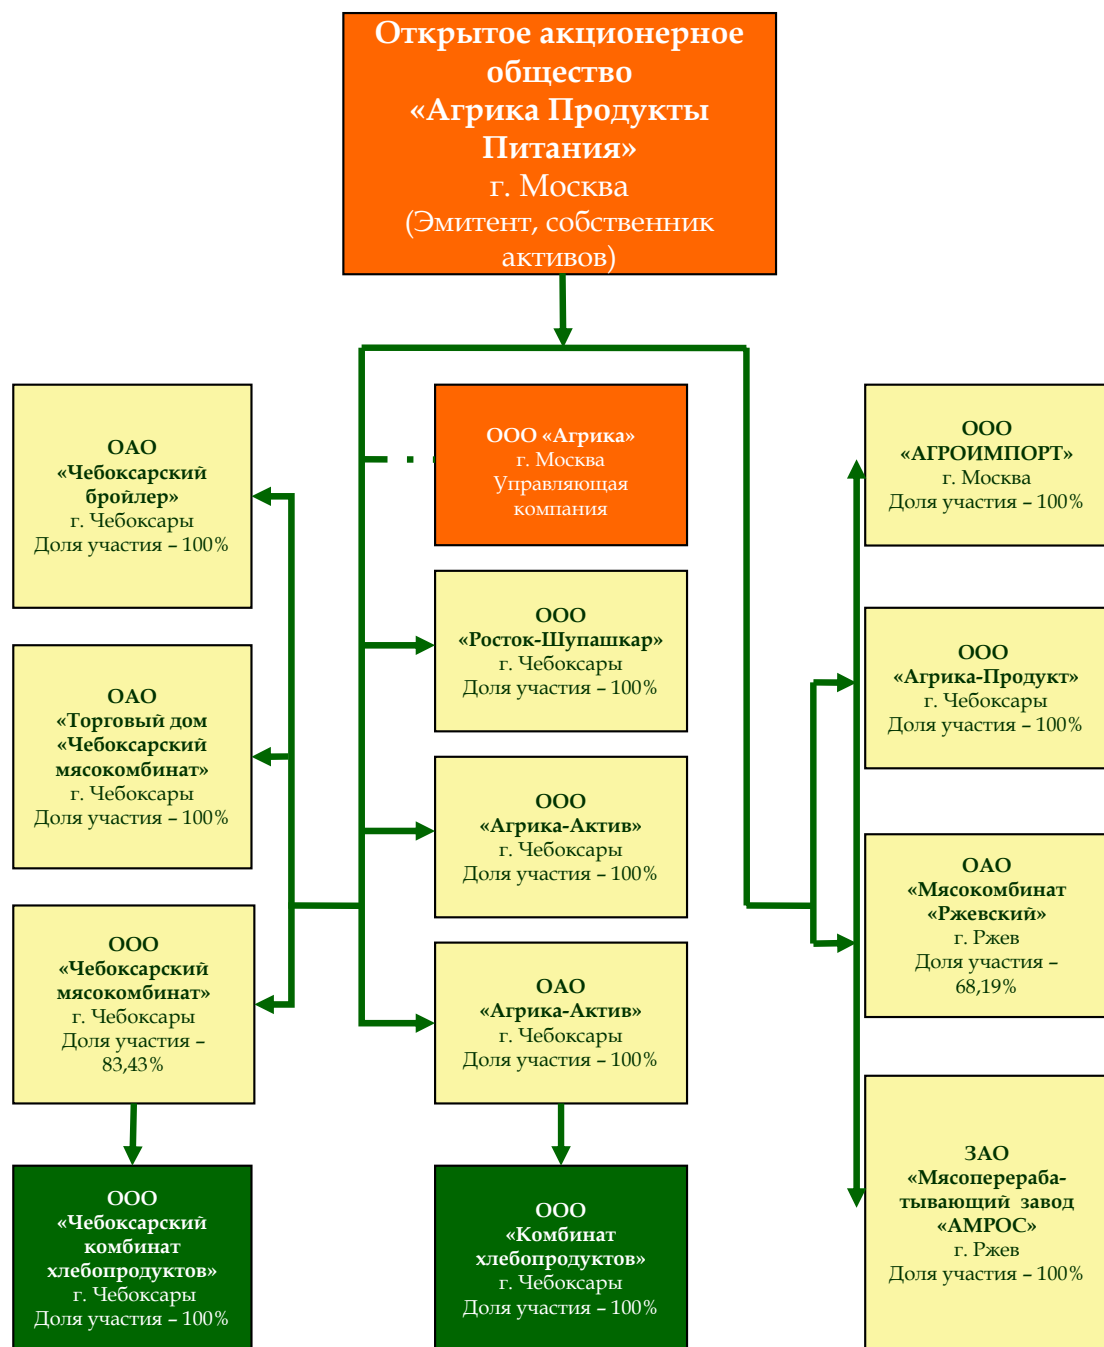 Открытое акционерное
общество
«Агрика Продукты
Питания»
г. Москва
(Эмитент, собственник
активов)
ОАО
«Чебоксарский
бройлер»
г. Чебоксары
Доля участия – 100%
ООО «Агрика»
г. Москва
Управляющая
компания
ООО
«АГРОИМПОРТ»
г. Москва
Доля участия – 100%
ООО
«Росток-Шупашкар»
г. Чебоксары
Доля участия – 100%
ООО
«Агрика-Продукт»
г. Чебоксары
Доля участия – 100%
ОАО
«Торговый дом
«Чебоксарский
мясокомбинат»
г. Чебоксары
Доля участия – 100%
ООО
«Агрика-Актив»
г. Чебоксары
Доля участия – 100%
ОАО
«Мясокомбинат
«Ржевский»
г. Ржев
Доля участия –
68,19%
ООО
«Чебоксарский
мясокомбинат»
г. Чебоксары
Доля участия –
83,43%
ОАО
«Агрика-Актив»
г. Чебоксары
Доля участия – 100%
ЗАО
«Мясоперераба-
тывающий завод
«АМРОС»
г. Ржев
Доля участия – 100%
ООО
«Чебоксарский
комбинат
хлебопродуктов»
г. Чебоксары
Доля участия – 100%
ООО
«Комбинат
хлебопродуктов»
г. Чебоксары
Доля участия – 100%